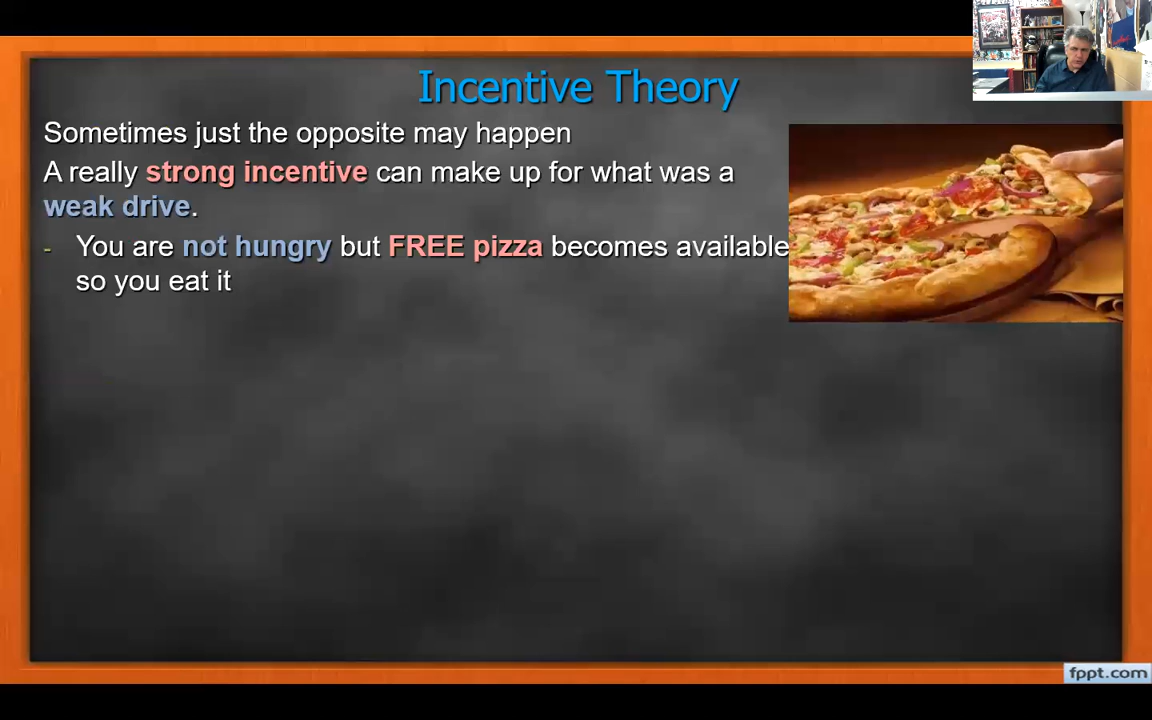 Incentive Theory
Sometimes just the opposite may happen
A really strong incentive can make up for what was a
weak drive.
- You are not hungry but FREE pizza becomes available
so you eat it
fppt.com